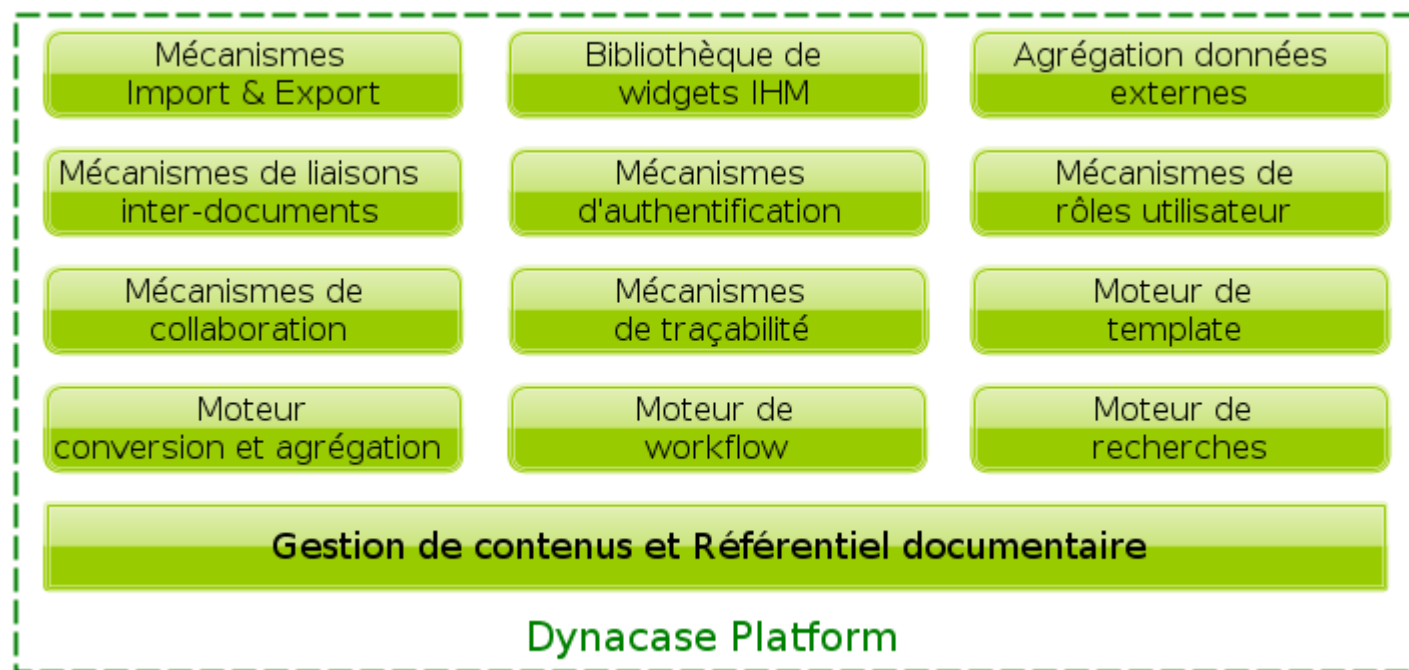 Mécanismes
Import & Export
Bibliothèque de
widgets IHM
Agrégation données
externes
Mécanismes de liaisons
inter-documents
Mécanismes
d'authentification
Mécanismes de
rôles utilisateur
Mécanismes de
collaboration
Mécanismes
de traçabilité
Moteur de
template
Moteur
conversion et agrégation
Moteur de
workflow
Moteur de
recherches
Gestion de contenus et Référentiel documentaire
Dynacase Platform